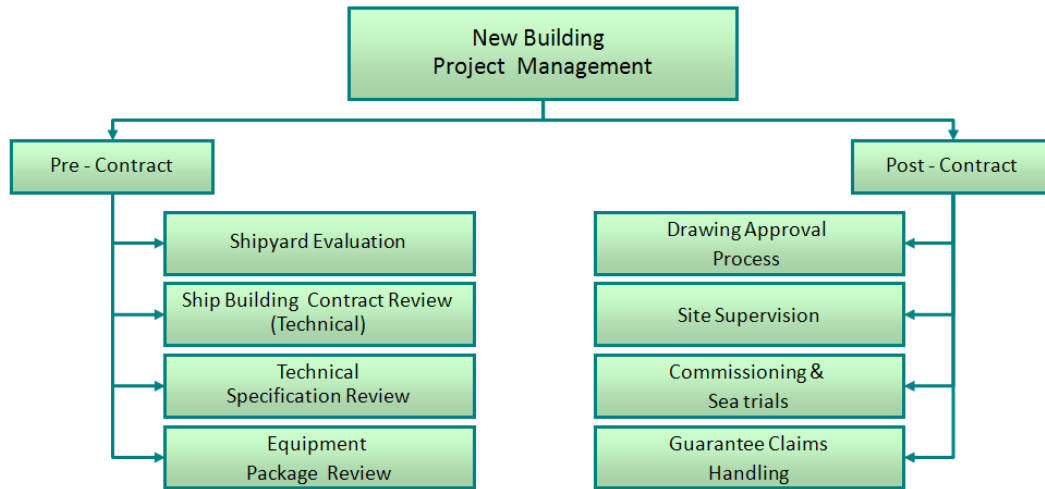 New Building
Project Management
Pre - Contract
Post - Contract
Shipyard Evaluation
Ship Building Contract Review
(Technical)
Technical
Specification Review
Equipment
Package Review
Drawing Approval
Process
Site Supervision
Commissioning &
Sea trials
Guarantee Claims
Handling